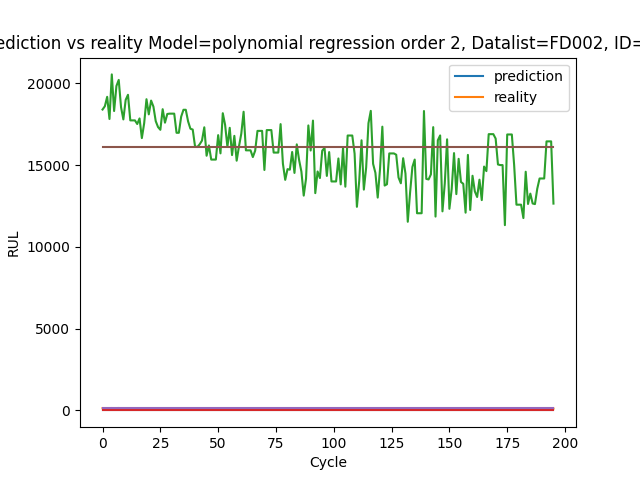 ediction vs reality Model=polynomial regression order 2, Datalist=FD002, ID=
prediction
reality
20000
15000
10000
5000
0
RUL
0 25 50 75 100 125 150 175 200
Cycle